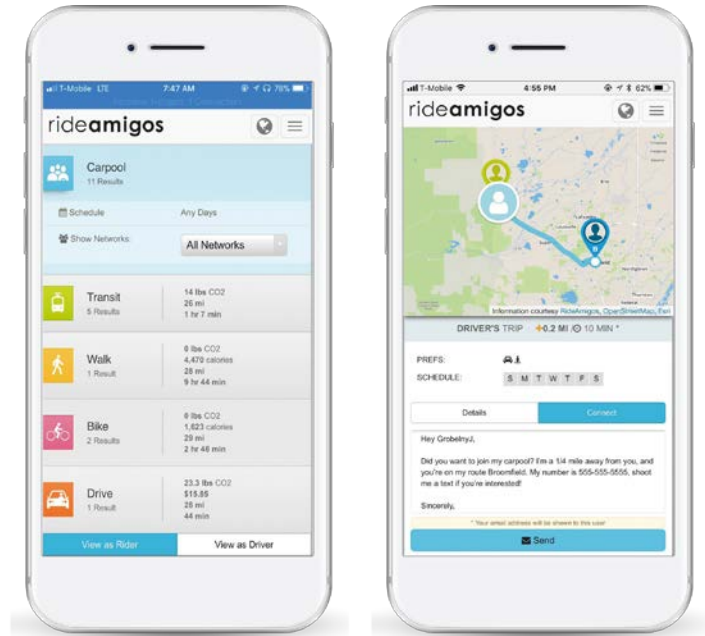 T-Mobile LTE 7:47 AM 76%
rideamigos
Carpool
11 Results
Schedule Any Days
Show Networks: All Networks
Transit
5 Results
14 lbs CO2
26 mi
1 hr 7 min
Walk
1 Result
0 lbs CO2
4,470 calories
28 mi
9 hr 44 min
Bike
2 Results
0 lbs CO2
1,623 calories
29 mi
2 hr 46 min
Drive
1 Result
23.3 lbs CO2
$15.85
28 mi
44 min
View as Rider View as Driver
T-Mobile 4:55 PM 62%
rideamigos
Information courtesy RideAmigos, OpenStreetMap, Esri
DRIVER'S TRIP +0.2 MI / 10 MIN *
PREFS:
SCHEDULE: S M T W T F S
Details Connect
Hey GrobelnyJ,
Did you want to join my carpool? I'm a 1/4 mile away from you, and
you're on my route Broomfield. My number is 555-555-5555, shoot
me a text if you're interested!
Sincerely,
* Your email address will be shown to this user
Send